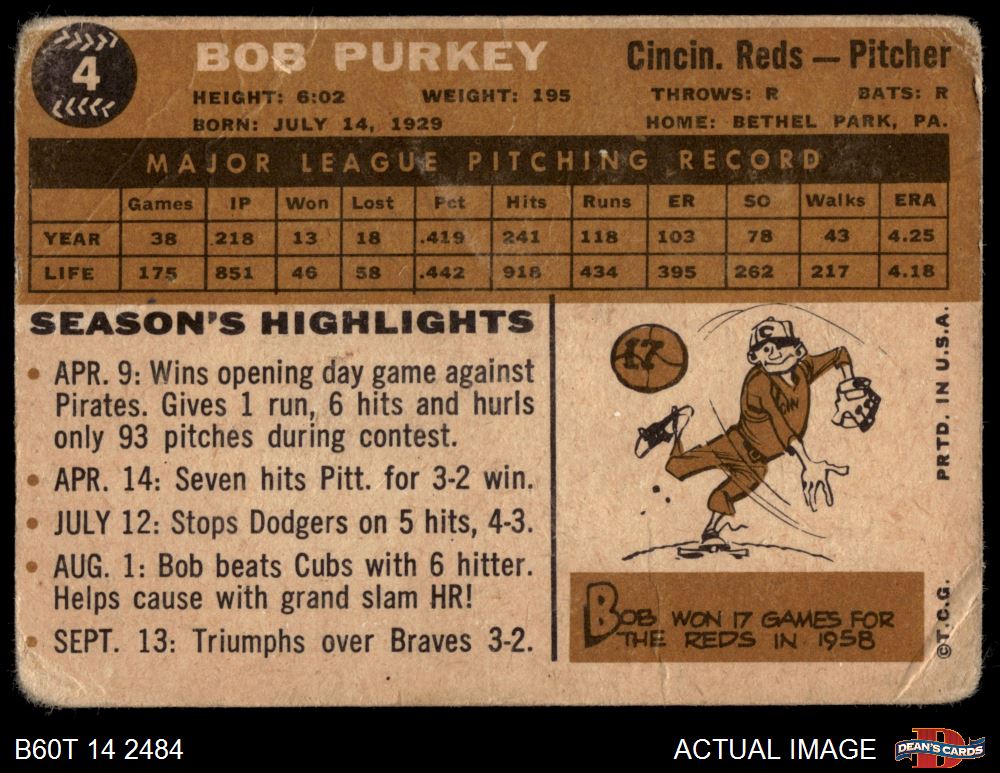 4
BOB PURKEY
Cincin. Reds — Pitcher
HEIGHT: 6:02 WEIGHT: 195 THROWS: R BATS: R
BORN: JULY 14, 1929 HOME: BETHEL PARK, PA.
MAJOR LEAGUE PITCHING RECORD
Games IP Won Lost Pct Hits Runs ER SO Walks ERA
YEAR 38 218 13 18 .419 241 118 103 78 43 4.25
LIFE 175 851 46 58 .442 918 434 395 262 217 4.18
SEASON'S HIGHLIGHTS
• APR. 9: Wins opening day game against
Pirates. Gives 1 run, 6 hits and hurls
only 93 pitches during contest.
• APR. 14: Seven hits Pitt. for 3-2 win.
• JULY 12: Stops Dodgers on 5 hits, 4-3.
• AUG. 1: Bob beats Cubs with 6 hitter.
Helps cause with grand slam HR!
• SEPT. 13: Triumphs over Braves 3-2.
17
C
CIN
BOB WON 17 GAMES FOR
THE REDS IN 1958
PRTD. IN U.S.A.
©T.C.G.
B60T 14 2484
ACTUAL IMAGE
D
DEAN'S CARDS